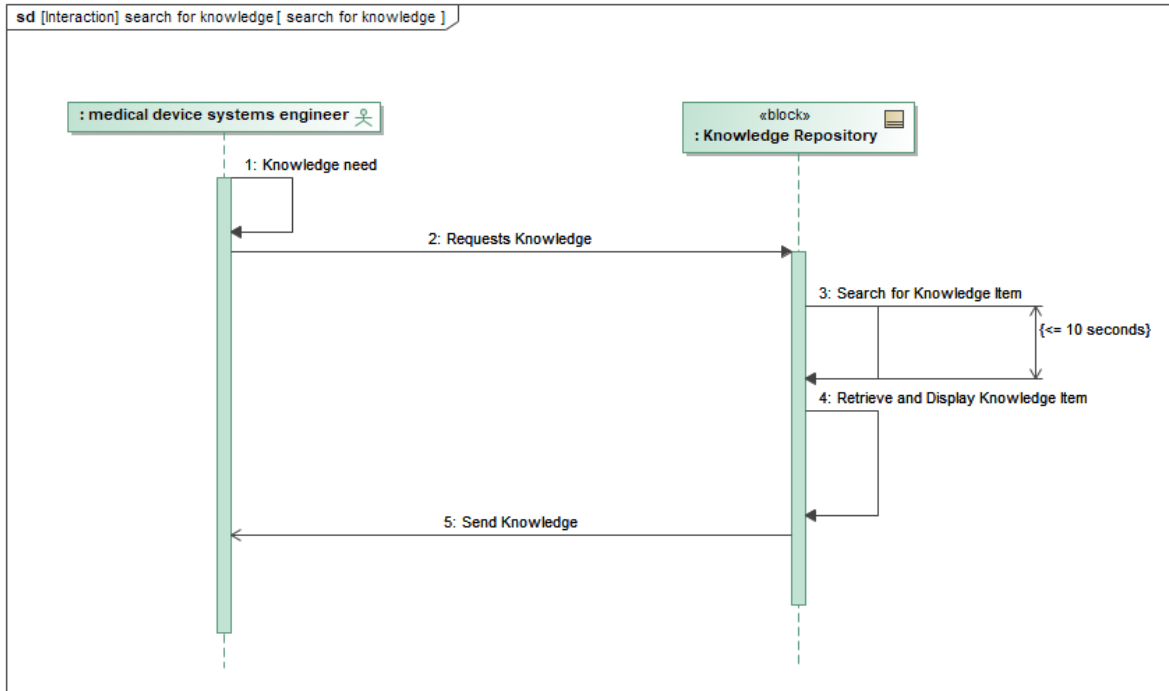 sd [Interaction] search for knowledge [ search for knowledge ]
: medical device systems engineer
«block»
: Knowledge Repository
1: Knowledge need
2: Requests Knowledge
3: Search for Knowledge Item
{<= 10 seconds}
4: Retrieve and Display Knowledge Item
5: Send Knowledge